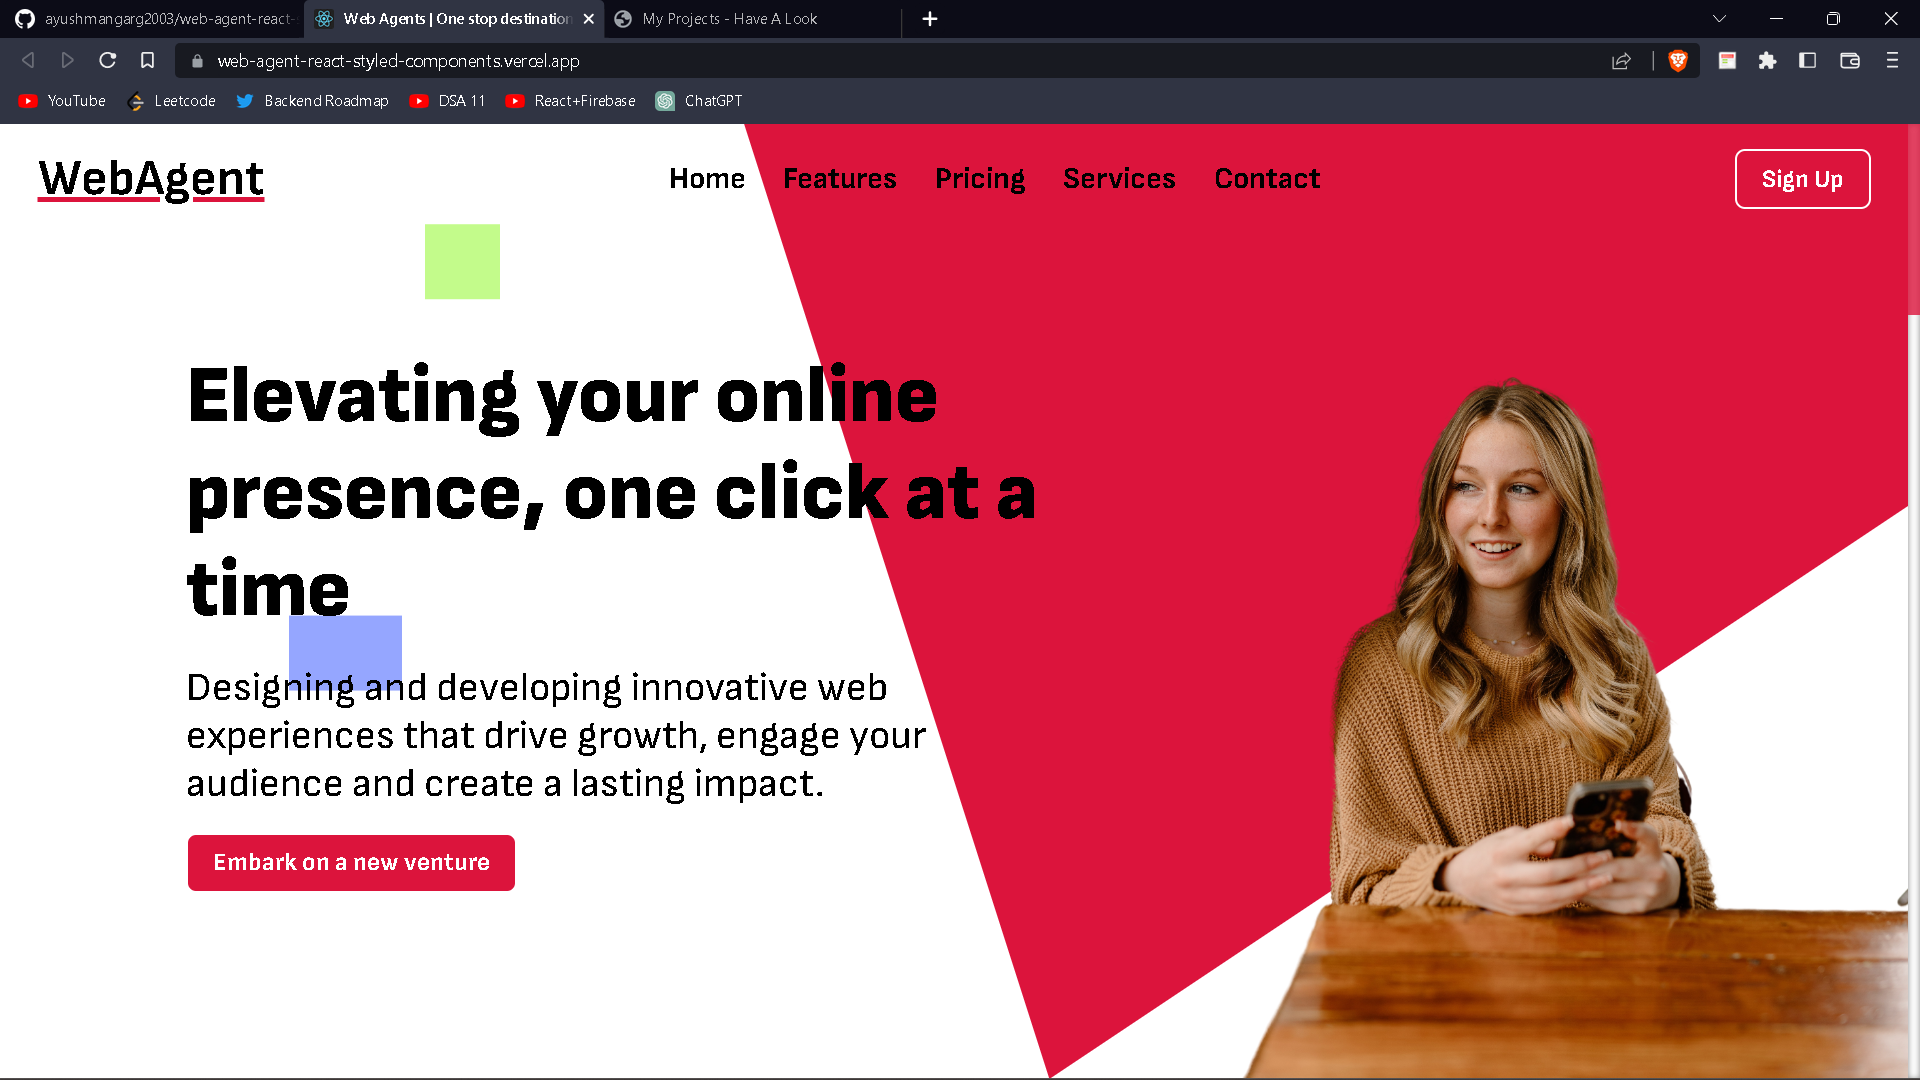 ayushmangarg2003/web-agent-react-
Web Agents | One stop destination
My Projects - Have A Look
web-agent-react-styled-components.vercel.app
YouTube
Leetcode
Backend Roadmap
DSA 11
React+Firebase
ChatGPT
WebAgent
Home
Features
Pricing
Services
Contact
Sign Up
Elevating your online
presence, one click at a
time
Designing and developing innovative web
experiences that drive growth, engage your
audience and create a lasting impact.
Embark on a new venture